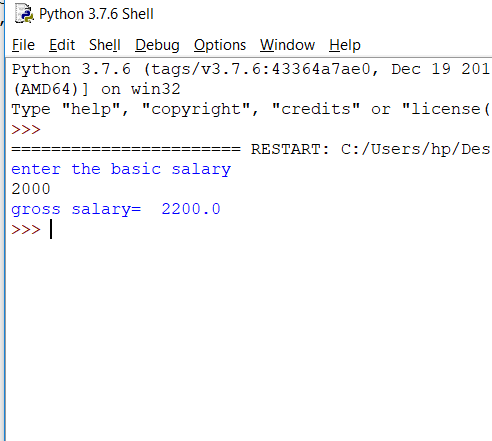 Python 3.7.6 Shell
File Edit Shell Debug Options Window Help
Python 3.7.6 (tags/v3.7.6:43364a7ae0, Dec 19 201
(AMD64)] on win32
Type "help", "copyright", "credits" or "license(
>>>
======================= RESTART: C:/Users/hp/Des
enter the basic salary
2000
gross salary=  2200.0
>>>